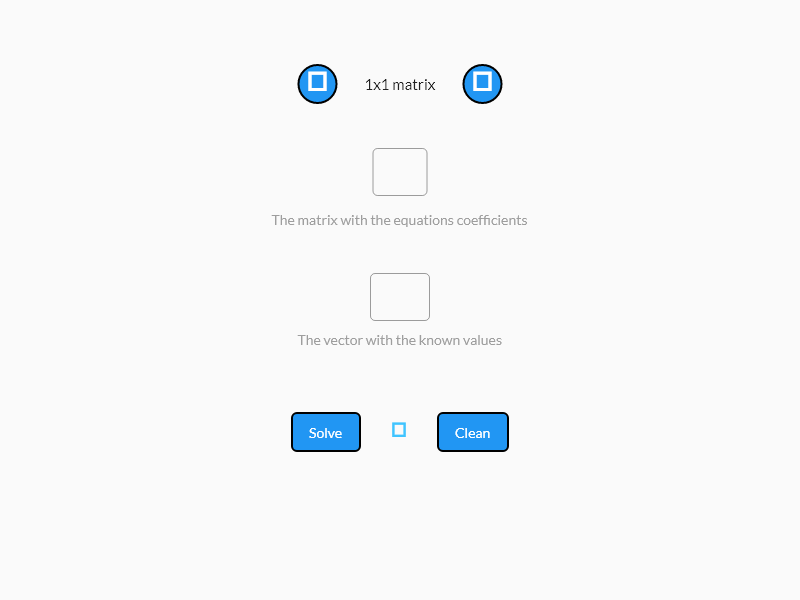 1x1 matrix
The matrix with the equations coefficients
The vector with the known values
Solve
Clean